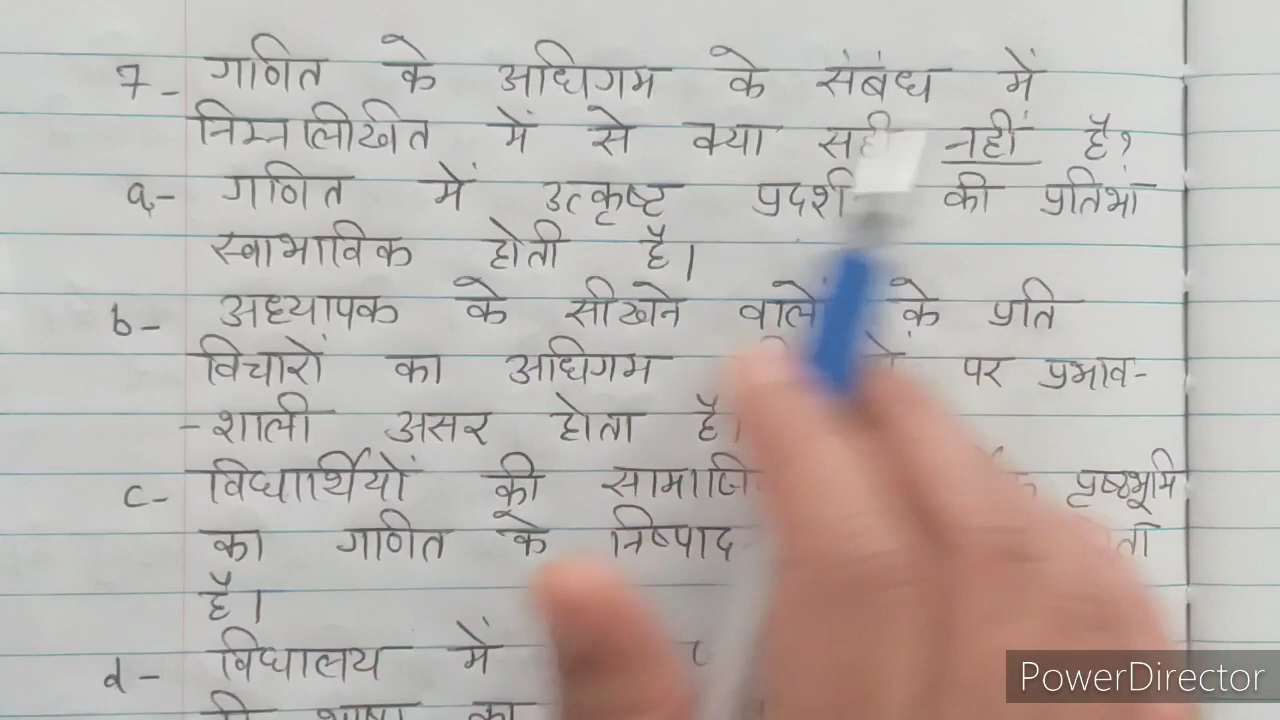 7- गणित के अधिगम के संबंध में
निम्नलिखित में से क्या सही नहीं है?
a- गणित में उत्कृष्ट की प्रतिभा
स्वाभाविक होती है।
b- अध्यापक के सीखने वालों के प्रति
विचारों का अधिगम पर प्रभाव-
-शाली असर होता है।
c- विधार्थियों की पृष्ठभूमि
का गणित के
है।
d- विधालय में
PowerDirector